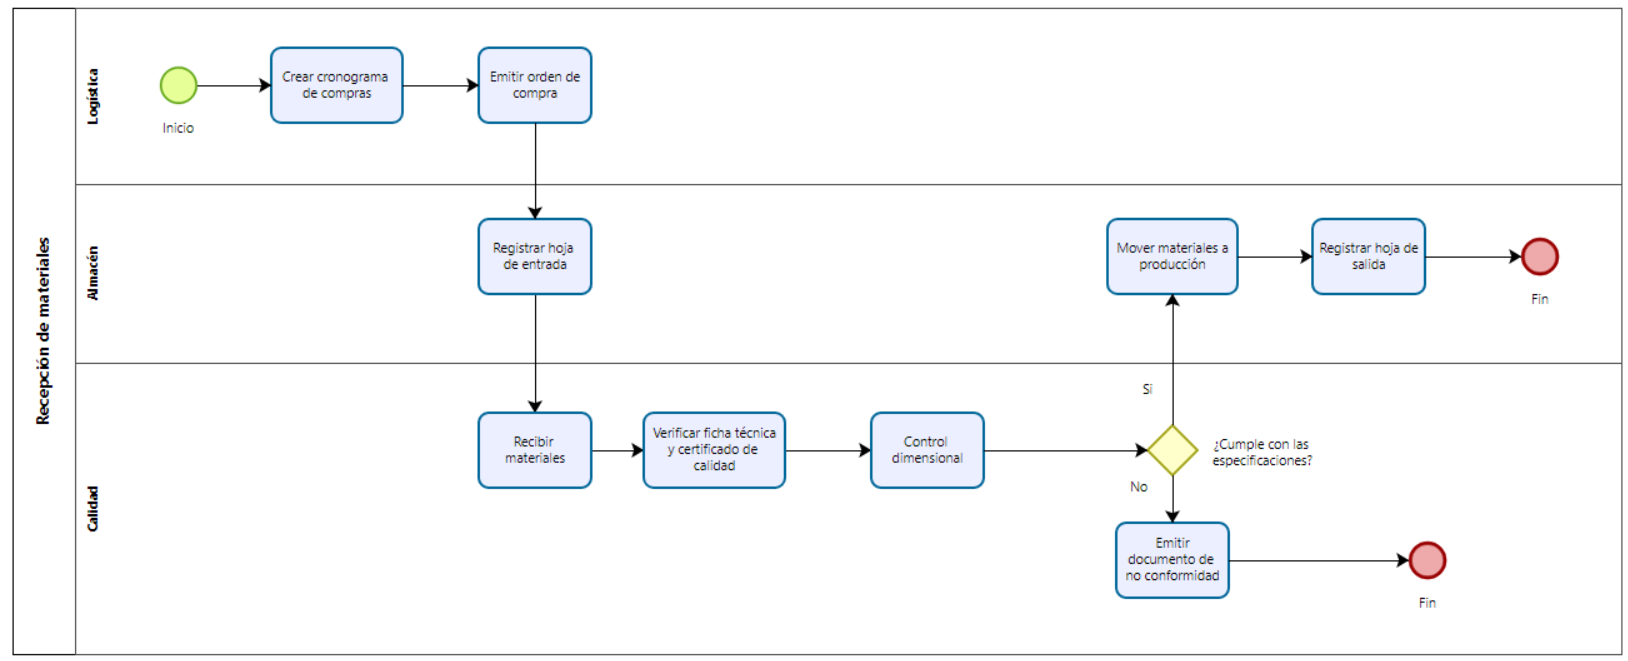 Recepción de materiales
Logística
Inicio
Crear cronograma
de compras
Emitir orden de
compra
Almacén
Registrar hoja
de entrada
Mover materiales a
producción
Registrar hoja de
salida
Fin
Calidad
Recibir
materiales
Verificar ficha técnica
y certificado de
calidad
Control
dimensional
Si
¿Cumple con las
especificaciones?
No
Emitir
documento de
no conformidad
Fin